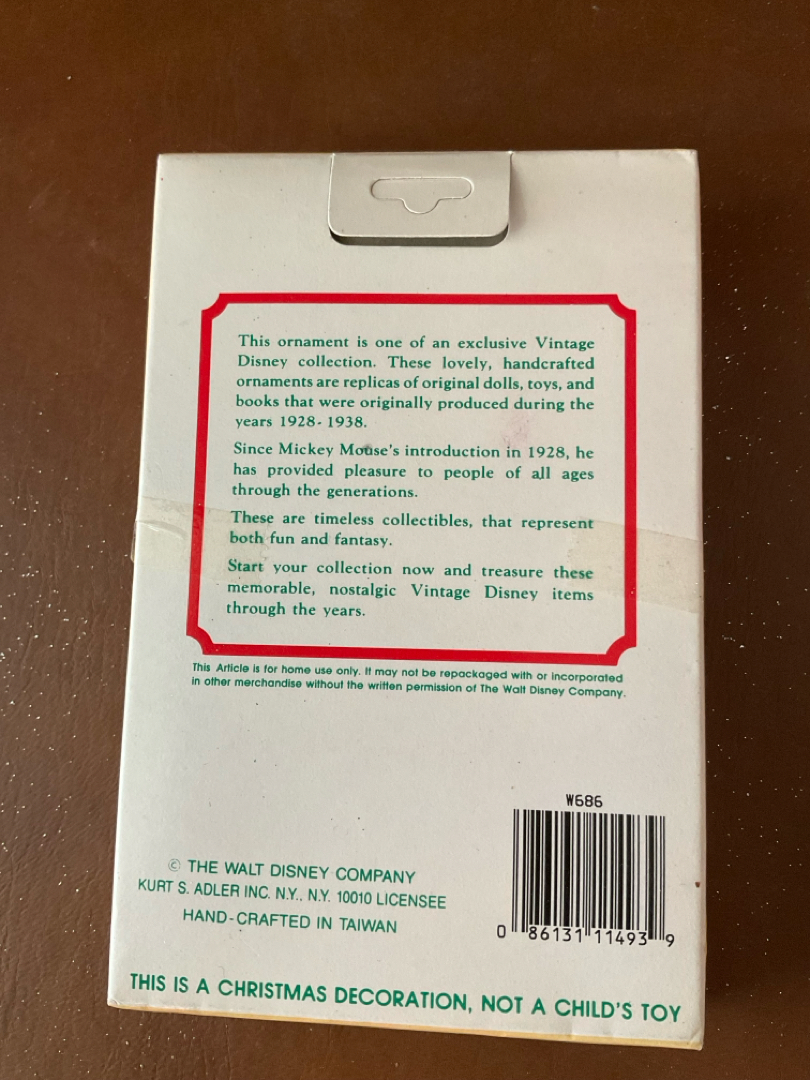 This ornament is one of an exclusive Vintage
Disney collection. These lovely, handcrafted
ornaments are replicas of original dolls, toys, and
books that were originally produced during the
years 1928-1938.
Since Mickey Mouse's introduction in 1928, he
has provided pleasure to people of all ages
through the generations.
These are timeless collectibles, that represent
both fun and fantasy.
Start your collection now and treasure these
memorable, nostalgic Vintage Disney items
through the years.
This Article is for home use only. It may not be repackaged with or incorporated
in other merchandise without the written permission of The Walt Disney Company.
W686
© THE WALT DISNEY COMPANY
KURT S. ADLER INC. N.Y., N.Y. 10010 LICENSEE
HAND-CRAFTED IN TAIWAN
0 86131 11493 9
THIS IS A CHRISTMAS DECORATION, NOT A CHILD'S TOY